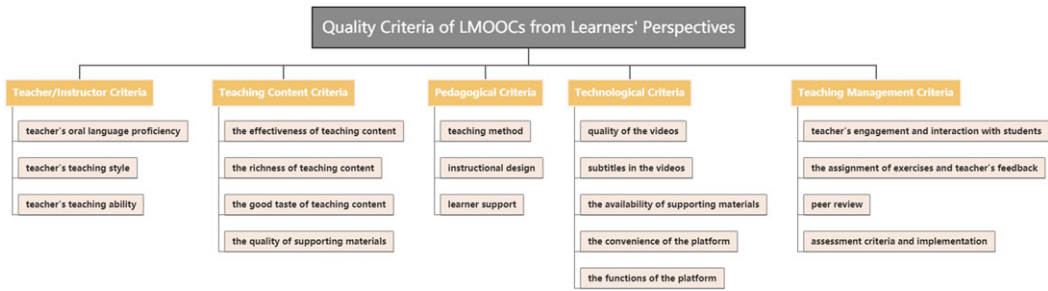 Quality Criteria of LMOOCs from Learners' Perspectives
Teacher/Instructor Criteria
teacher's oral language proficiency
teacher's teaching style
teacher's teaching ability
Teaching Content Criteria
the effectiveness of teaching content
the richness of teaching content
the good taste of teaching content
the quality of supporting materials
Pedagogical Criteria
teaching method
instructional design
learner support
Technological Criteria
quality of the videos
subtitles in the videos
the availability of supporting materials
the convenience of the platform
the functions of the platform
Teaching Management Criteria
teacher's engagement and interaction with students
the assignment of exercises and teacher's feedback
peer review
assessment criteria and implementation